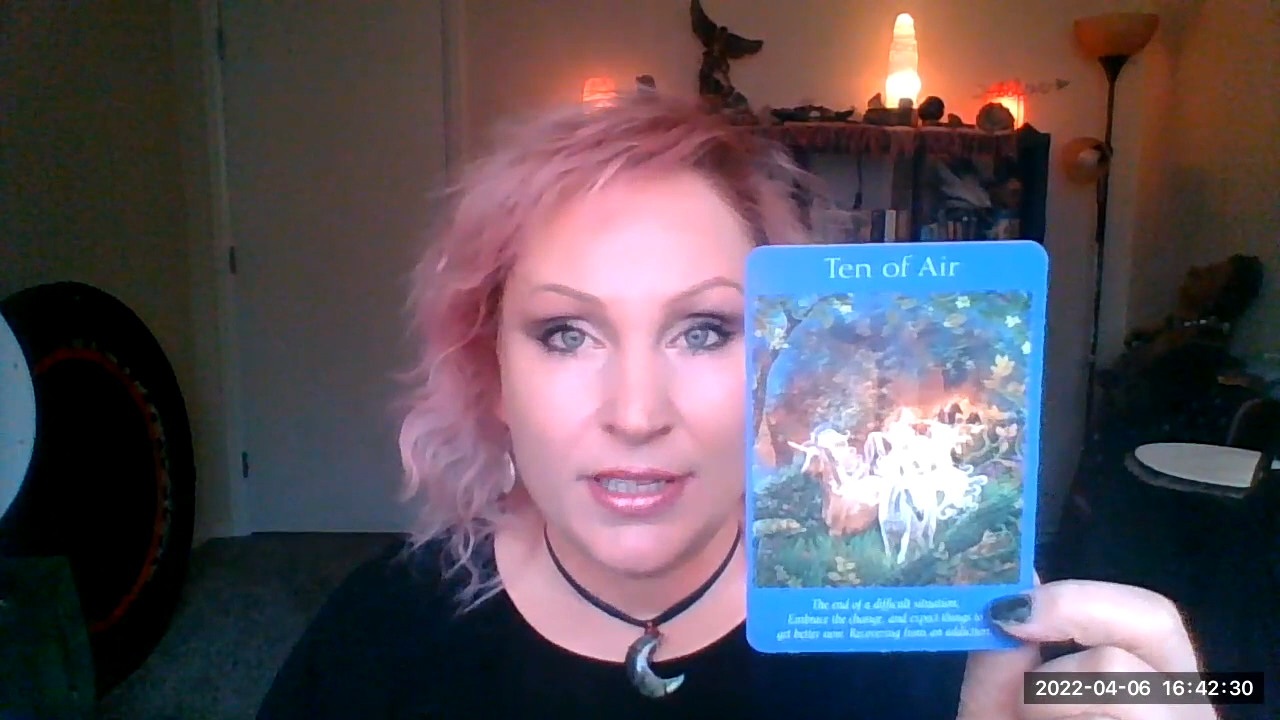 Ten of Air
The end of a difficult situation.
Embrace the change, and expect things to
get better now. Recovering from an addiction.
2022-04-06 16:42:30